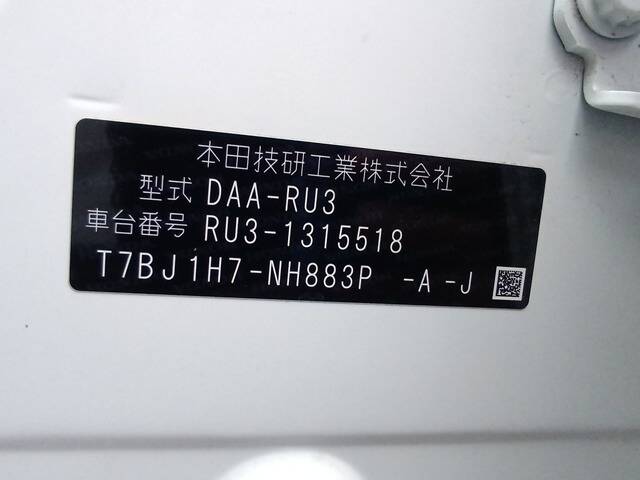 本田技研工業株式会社
型式 DAA-RU3
車台番号 RU3-1315518
T7BJ1H7-NH883P -A -J